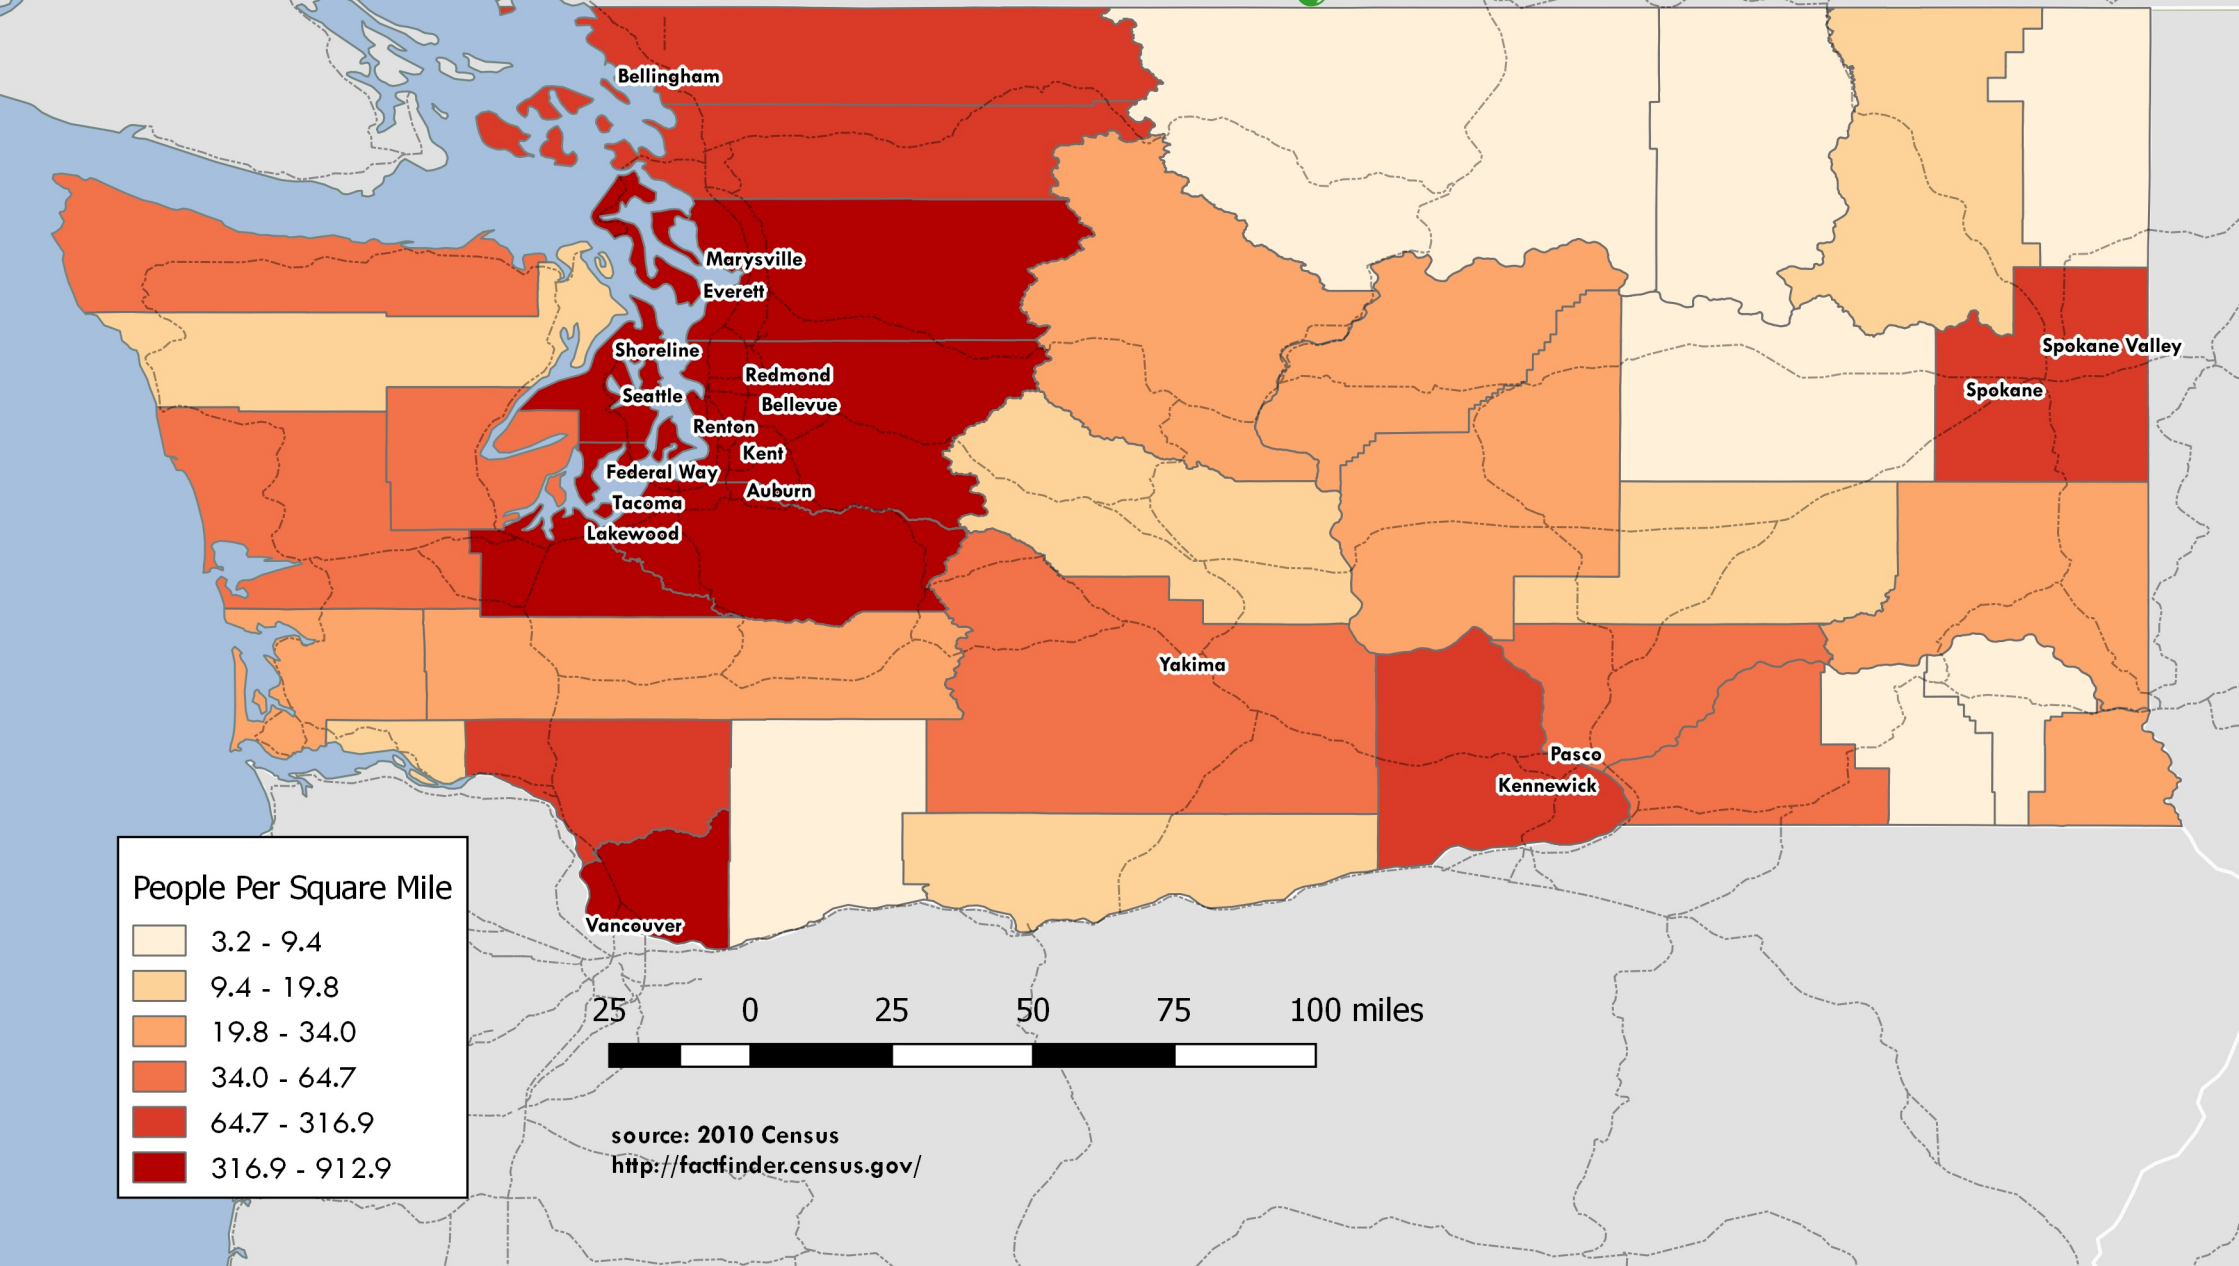 Bellingham
Marysville
Everett
Shoreline
Redmond
Seattle
Bellevue
Renton
Kent
Federal Way
Auburn
Tacoma
Lakewood
Spokane Valley
Spokane
Yakima
Pasco
Kennewick
Vancouver
People Per Square Mile
3.2 - 9.4
9.4 - 19.8
19.8 - 34.0
34.0 - 64.7
64.7 - 316.9
316.9 - 912.9
25 0 25 50 75 100 miles
source: 2010 Census
http://factfinder.census.gov/